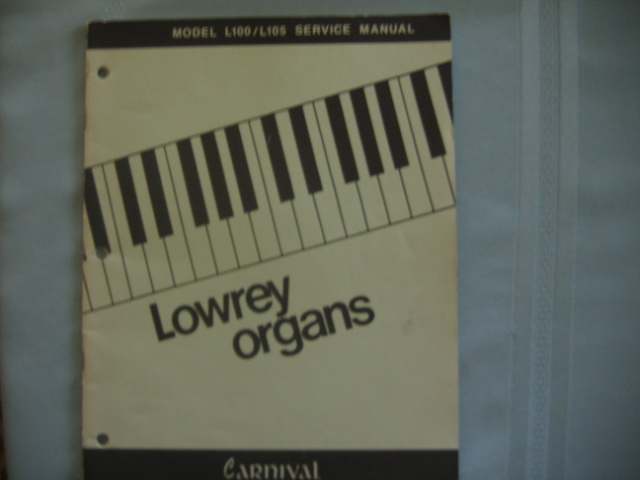 MODEL L100/L105 SERVICE MANUAL
Lowrey
organs
CARNIVAL